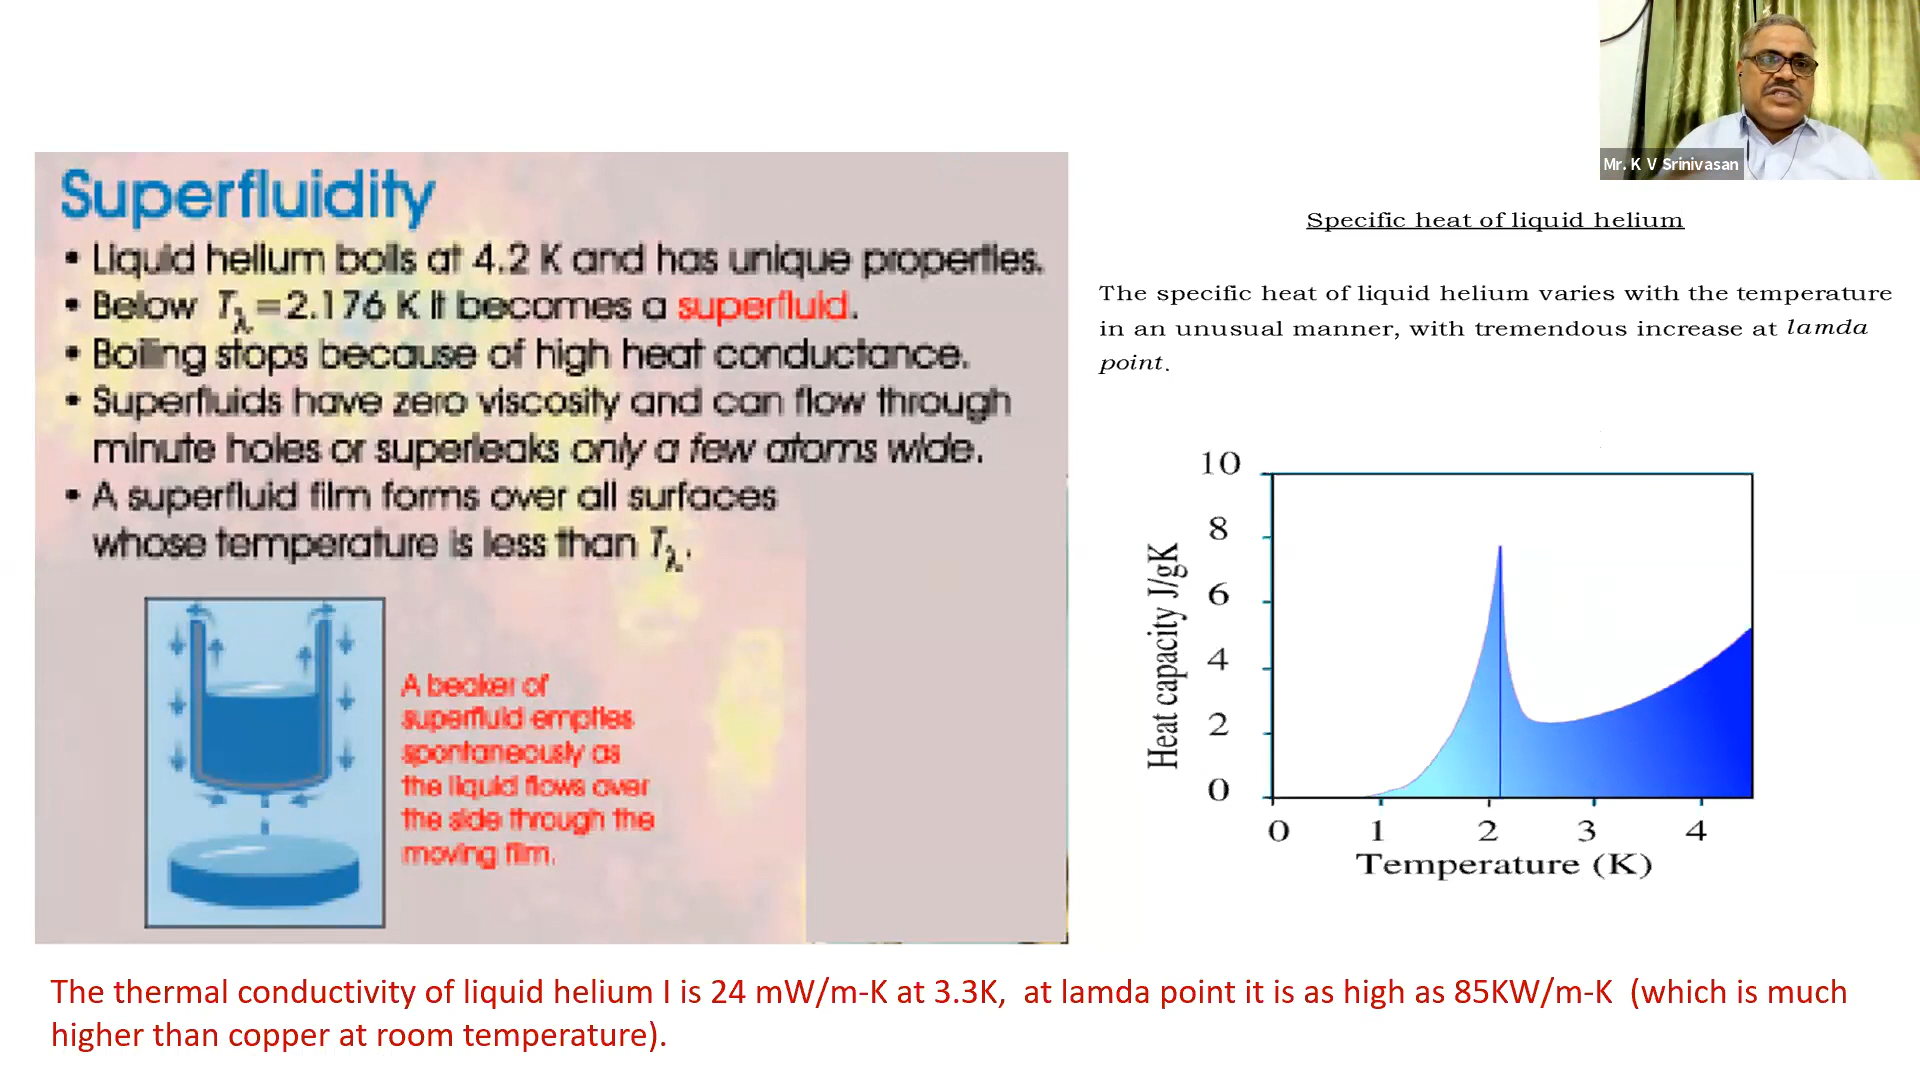 Mr. K V Srinivasan
Superfluidity
• Liquid helium boils at 4.2 K and has unique properties.
• Below Tλ=2.176 K it becomes a superfluid.
• Boiling stops because of high heat conductance.
• Superfluids have zero viscosity and can flow through
minute holes or superleaks only a few atoms wide.
• A superfluid film forms over all surfaces
whose temperature is less than Tλ.
A beaker of
superfluid empties
spontaneously as
the liquid flows over
the side through the
moving film.
Specific heat of liquid helium
The specific heat of liquid helium varies with the temperature
in an unusual manner, with tremendous increase at lamda
point.
10
8
6
4
2
0
Heat capacity J/gK
0 1 2 3 4
Temperature (K)
The thermal conductivity of liquid helium I is 24 mW/m-K at 3.3K, at lamda point it is as high as 85KW/m-K (which is much
higher than copper at room temperature).